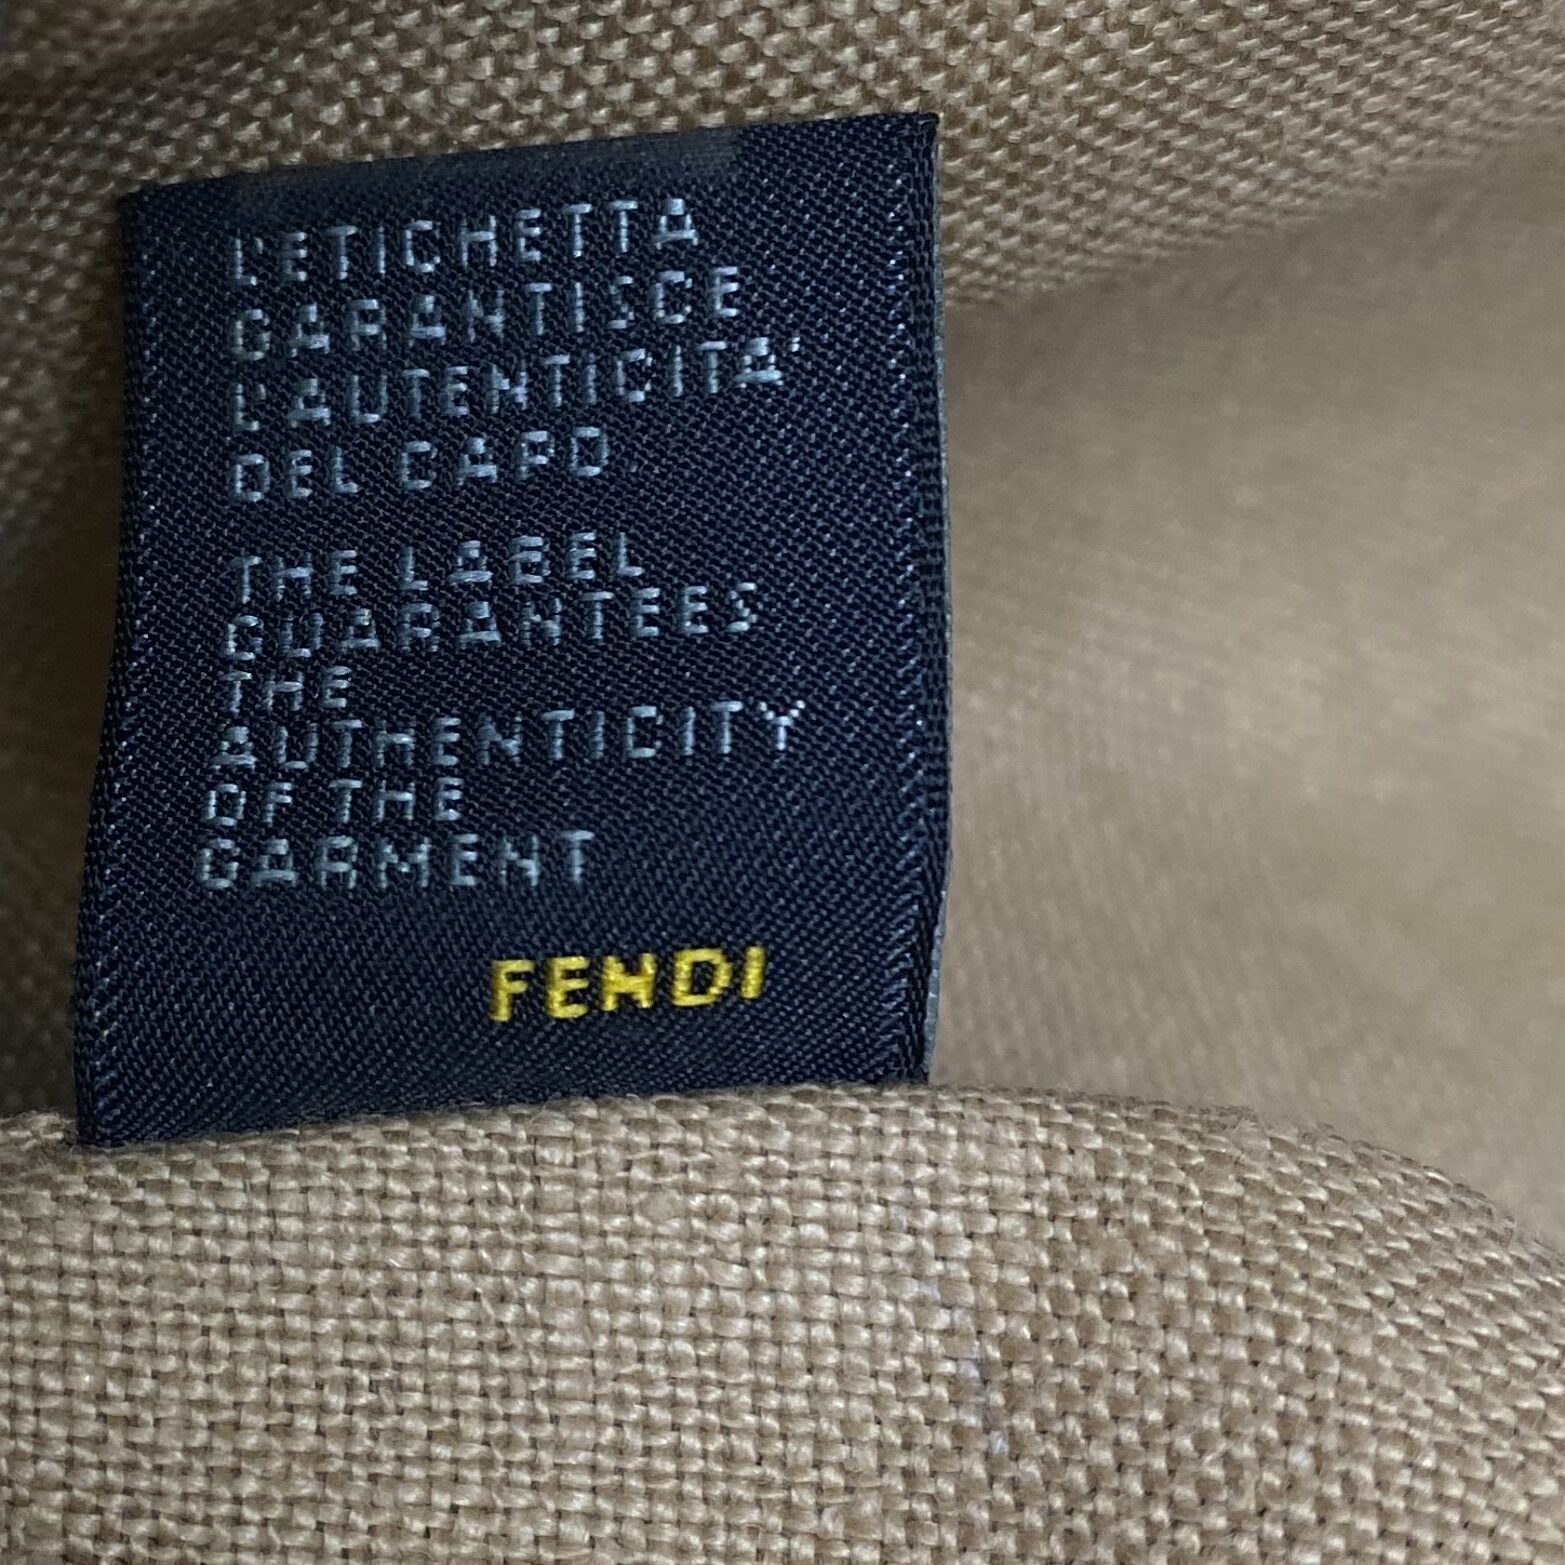 L'ETICHETTA
GARANTISCE
L'AUTENTICITA'
DEL CAPO
THE LABEL
GUARANTEES
THE
AUTHENTICITY
OF THE
GARMENT
FENDI